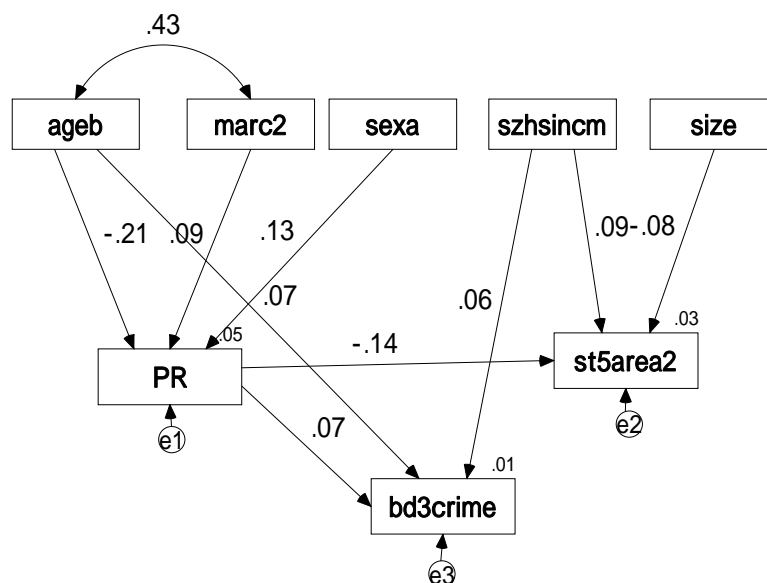 .43
ageb
marc2
sexa
szhsincm
size
-.21
.09
.13
.09
-.08
.07
.06
.05
.03
-.14
PR
st5area2
e1
e2
.07
.01
bd3crime
e3